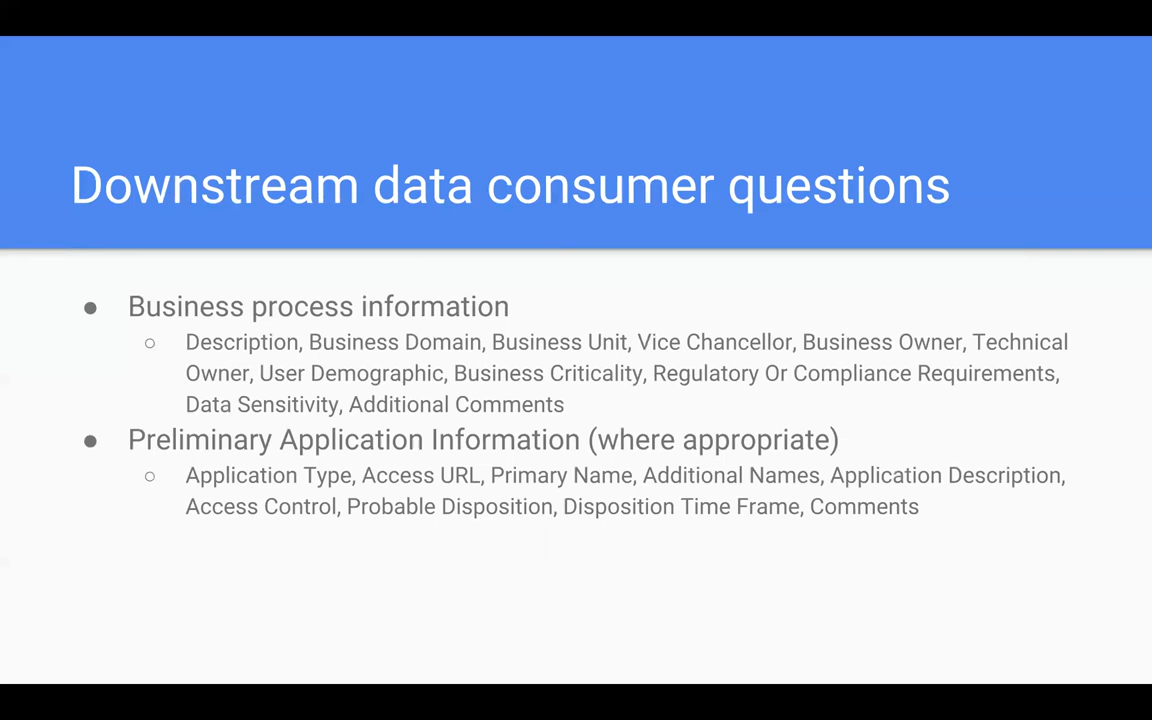 Downstream data consumer questions
● Business process information
○ Description, Business Domain, Business Unit, Vice Chancellor, Business Owner, Technical
Owner, User Demographic, Business Criticality, Regulatory Or Compliance Requirements,
Data Sensitivity, Additional Comments
● Preliminary Application Information (where appropriate)
○ Application Type, Access URL, Primary Name, Additional Names, Application Description,
Access Control, Probable Disposition, Disposition Time Frame, Comments